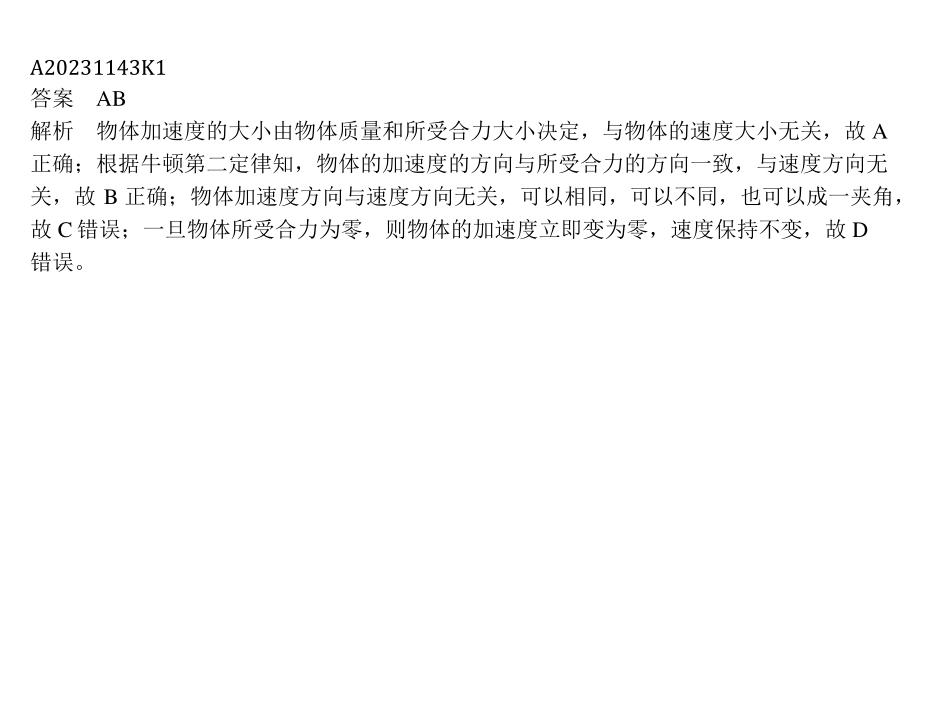 A20231143K1
答案　AB
解析　物体加速度的大小由物体质量和所受合力大小决定，与物体的速度大小无关，故 A
正确；根据牛顿第二定律知，物体的加速度的方向与所受合力的方向一致，与速度方向无
关，故 B 正确；物体加速度方向与速度方向无关，可以相同，可以不同，也可以成一夹角，
故 C 错误；一旦物体所受合力为零，则物体的加速度立即变为零，速度保持不变，故 D
错误。